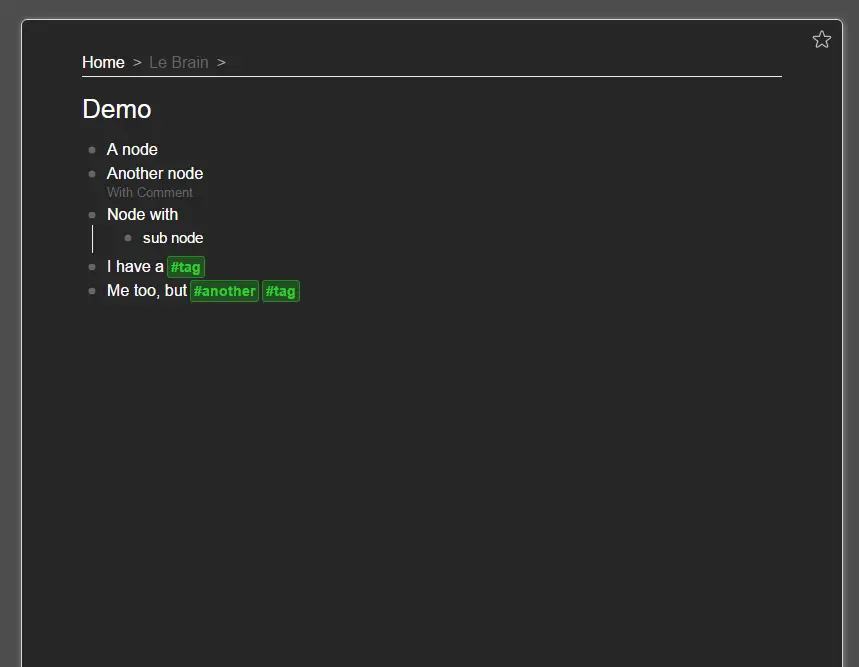 Home > Le Brain >
Demo
A node
Another node
With Comment
Node with
sub node
I have a #tag
Me too, but #another #tag